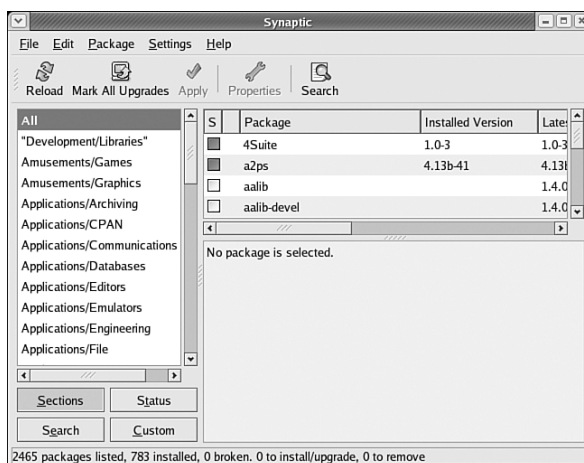 Synaptic
File Edit Package Settings Help
Reload Mark All Upgrades Apply Properties Search
All
"Development/Libraries"
Amusements/Games
Amusements/Graphics
Applications/Archiving
Applications/CPAN
Applications/Communications
Applications/Databases
Applications/Editors
Applications/Emulators
Applications/Engineering
Applications/File
Sections Status
Search Custom
S Package Installed Version Lates
4Suite 1.0-3 1.0-3
a2ps 4.13b-41 4.13b
aalib 1.4.0
aalib-devel 1.4.0
No package is selected.
2465 packages listed, 783 installed, 0 broken. 0 to install/upgrade, 0 to remove